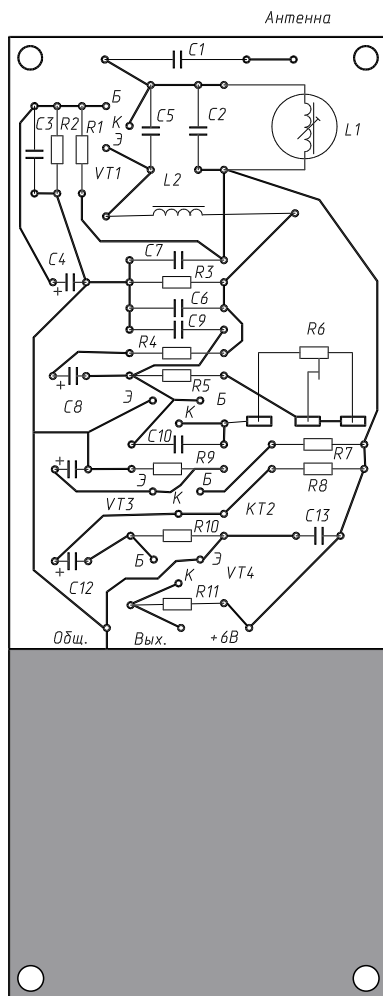 Антенна
C1
Б
К
Э
C3
R2
R1
C5
C2
L1
VT1
L2
C7
C4
+
R3
C6
C9
R6
R4
+
C8
R5
Э
Б
К
C10
R7
+
R9
Э
К
Б
R8
VT3
КТ2
R10
C13
+
C12
Б
Э
VT4
К
R11
Общ.
Вых.
+6В